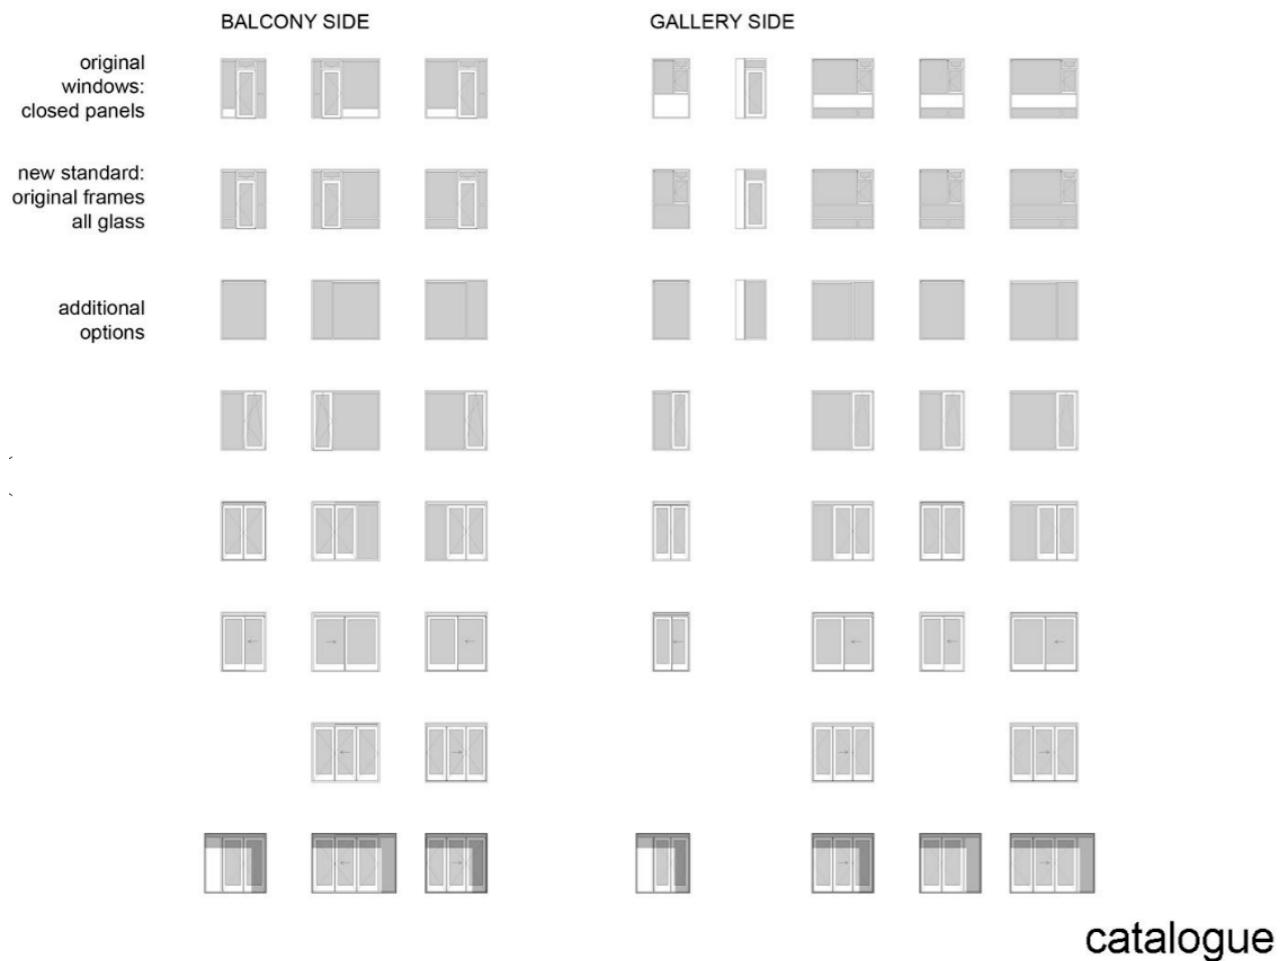 BALCONY SIDE
GALLERY SIDE
original
windows:
closed panels
new standard:
original frames
all glass
additional
options
catalogue